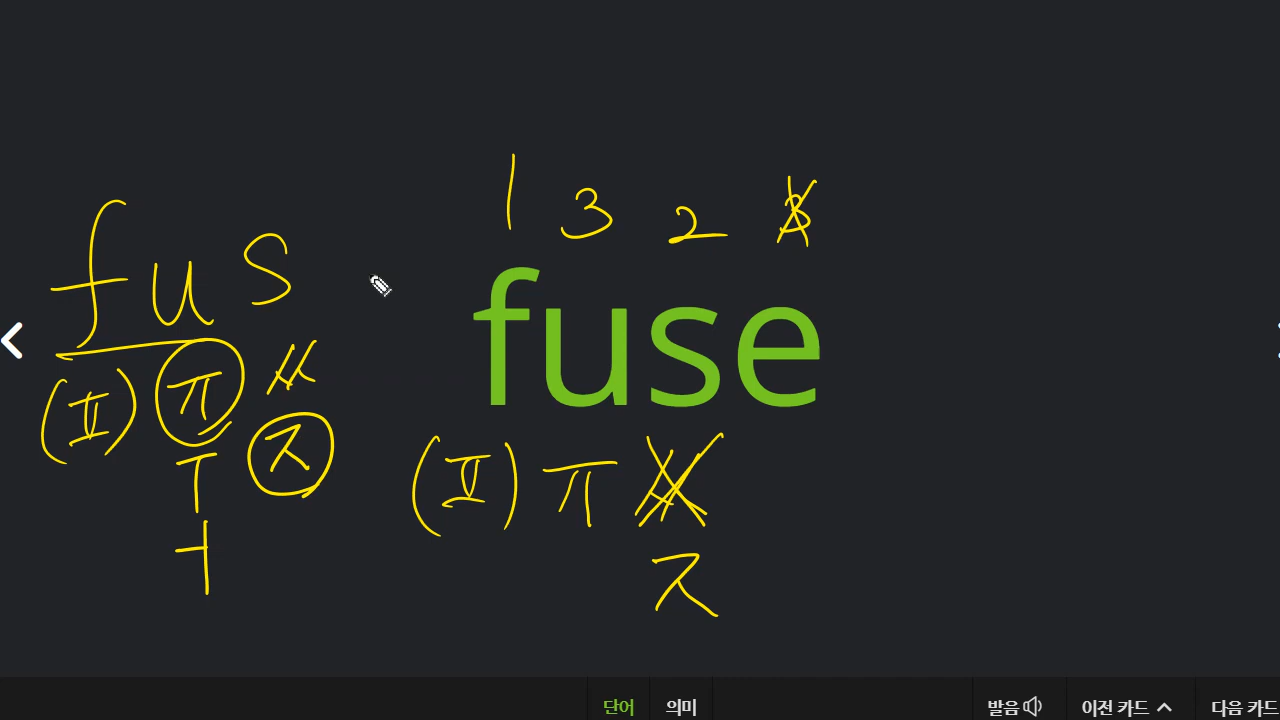 1 3 2 3
fus
fuse
(ㅍ) ㅠ ㅆ
(ㅍ) ㅠ ㅆ
ㅈ
ㅜ
ㅈ
ㅓ
단어 의미 발음 이전 카드 다음 카드